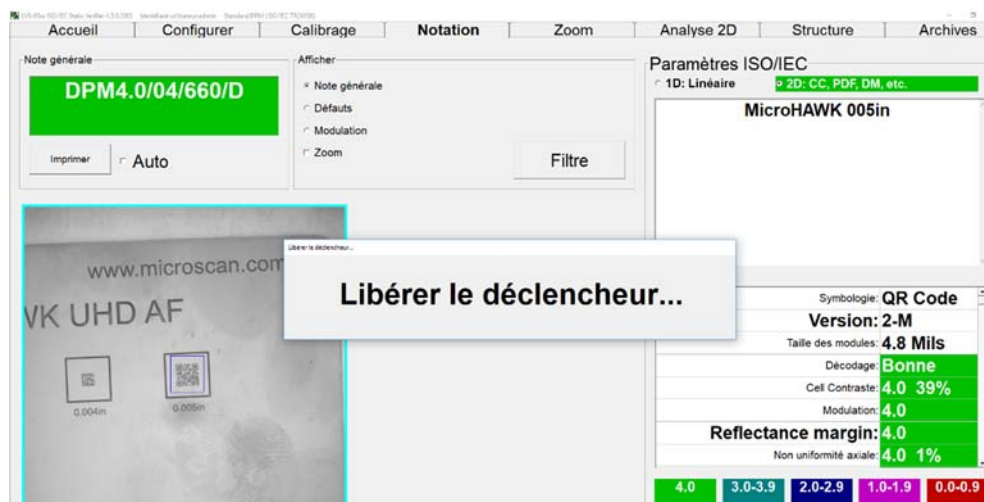 Accueil Configurer Calibrage Notation Zoom Analyse 2D Structure Archives
Note générale
DPM4.0/04/660/D
Imprimer
Auto
Afficher
Note générale
Défauts
Modulation
Zoom
Filtre
Paramètres ISO/IEC
1D: Linéaire
2D: CC, PDF, DM, etc.
MicroHAWK 005in
www.microscan.com
WK UHD AF
0.004in
0.005in
Libérer le déclencheur...
Libérer le déclencheur...
Symbologie: QR Code
Version: 2-M
Taille des modules: 4.8 Mils
Décodage: Bonne
Cell Contraste: 4.0 39%
Modulation: 4.0
Reflectance margin: 4.0
Non uniformité axiale: 4.0 1%
4.0 3.0-3.9 2.0-2.9 1.0-1.9 0.0-0.9